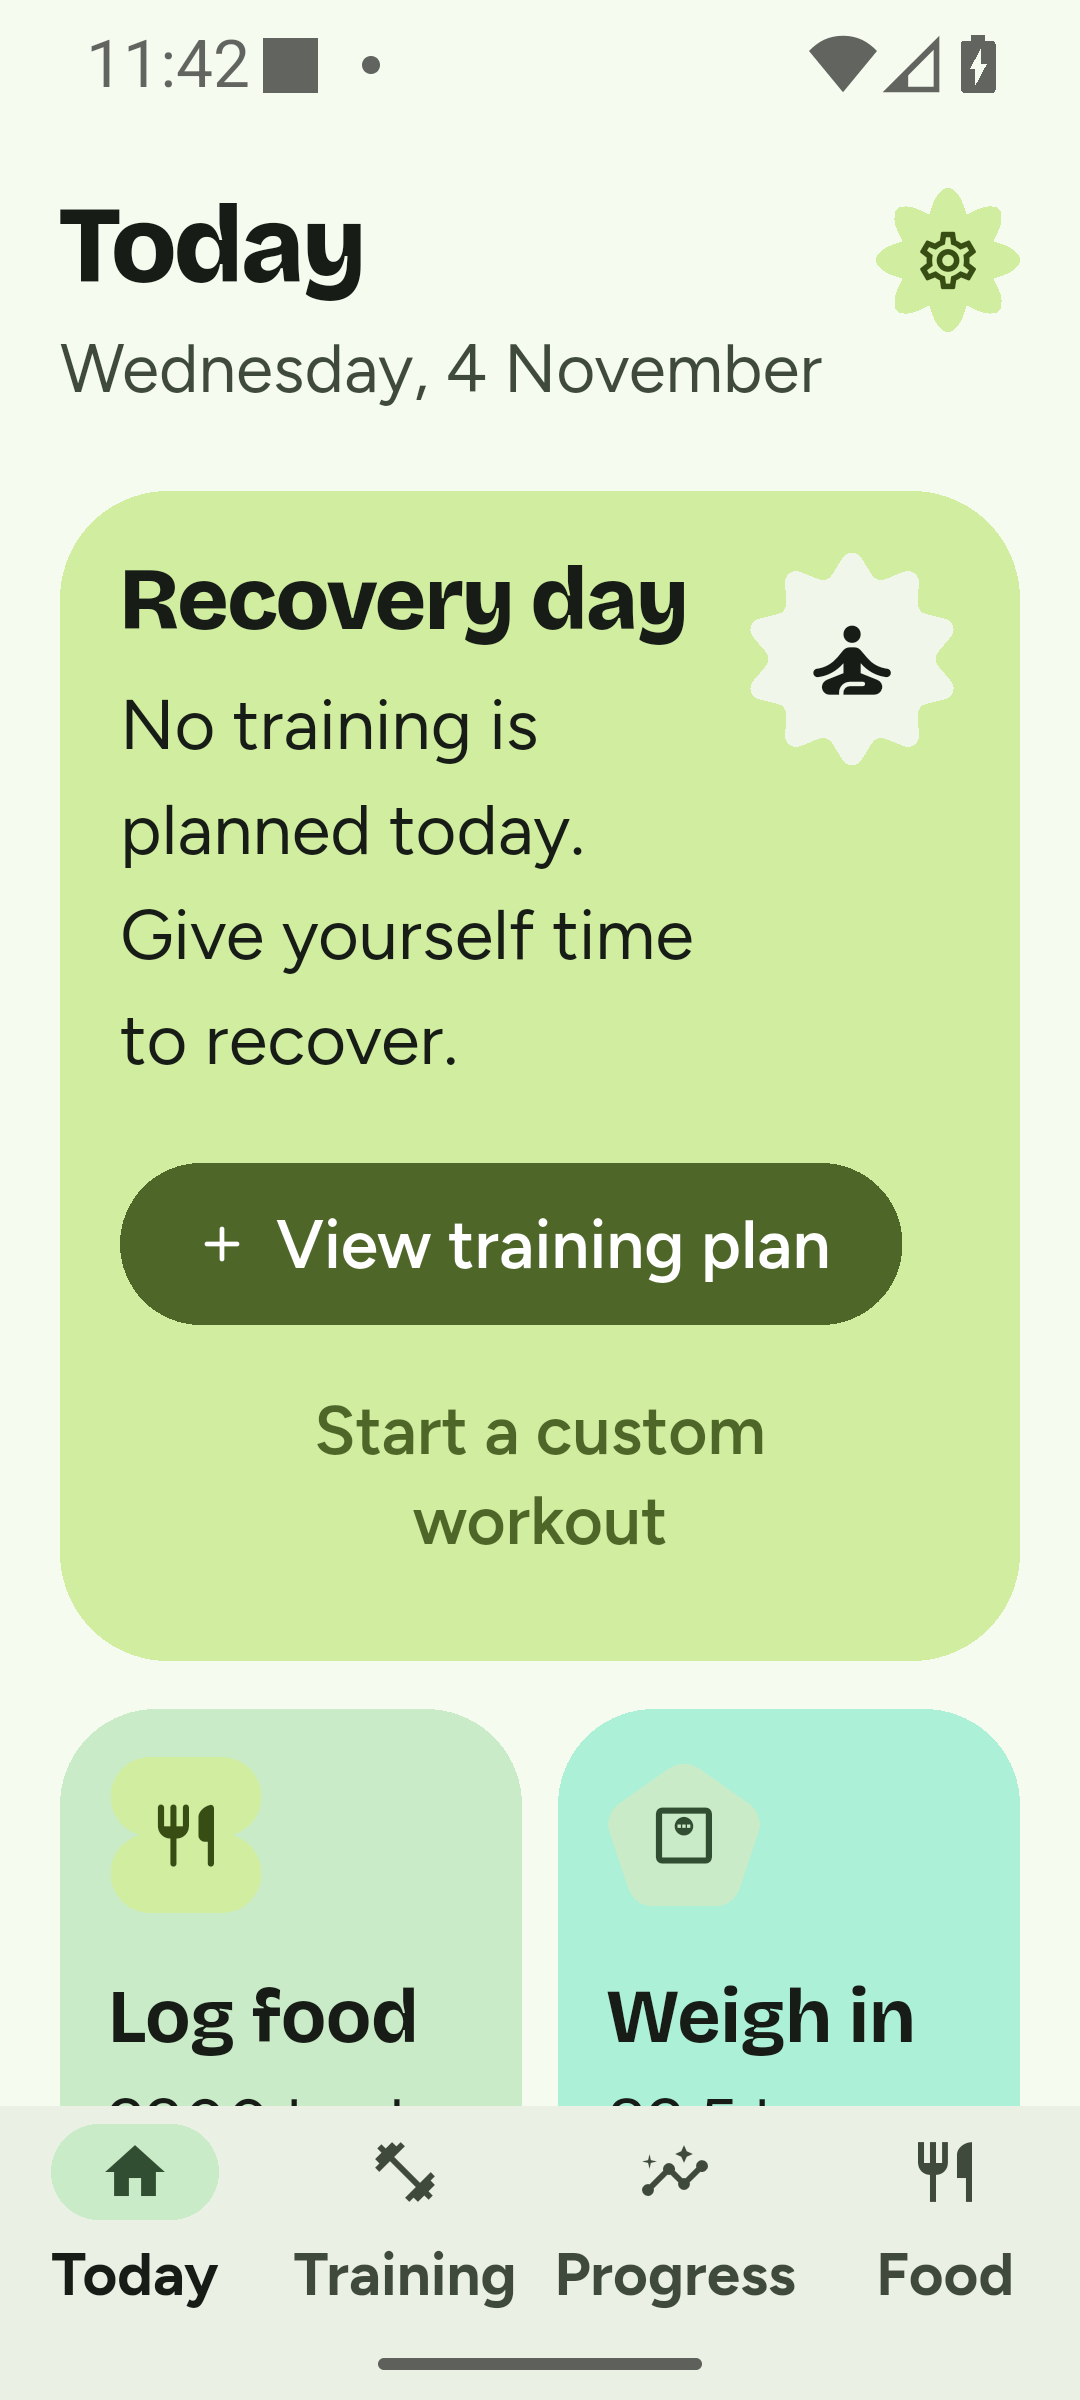 11:42
Today
Wednesday, 4 November
Recovery day
No training is
planned today.
Give yourself time
to recover.
+ View training plan
Start a custom
workout
Log food
Weigh in
Today
Training
Progress
Food